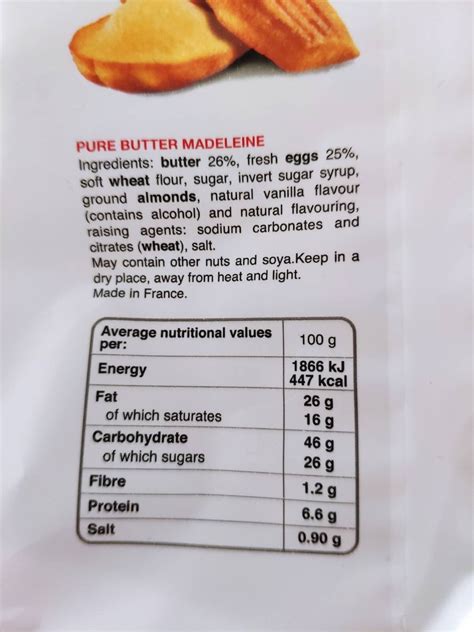 PURE BUTTER MADELEINE
Ingredients: butter 26%, fresh eggs 25%,
soft wheat flour, sugar, invert sugar syrup,
ground almonds, natural vanilla flavour
(contains alcohol) and natural flavouring,
raising agents: sodium carbonates and
citrates (wheat), salt.
May contain other nuts and soya.Keep in a
dry place, away from heat and light.
Made in France.
Average nutritional values
per: 100 g
Energy 1866 kJ
447 kcal
Fat 26 g
of which saturates 16 g
Carbohydrate 46 g
of which sugars 26 g
Fibre 1.2 g
Protein 6.6 g
Salt 0.90 g